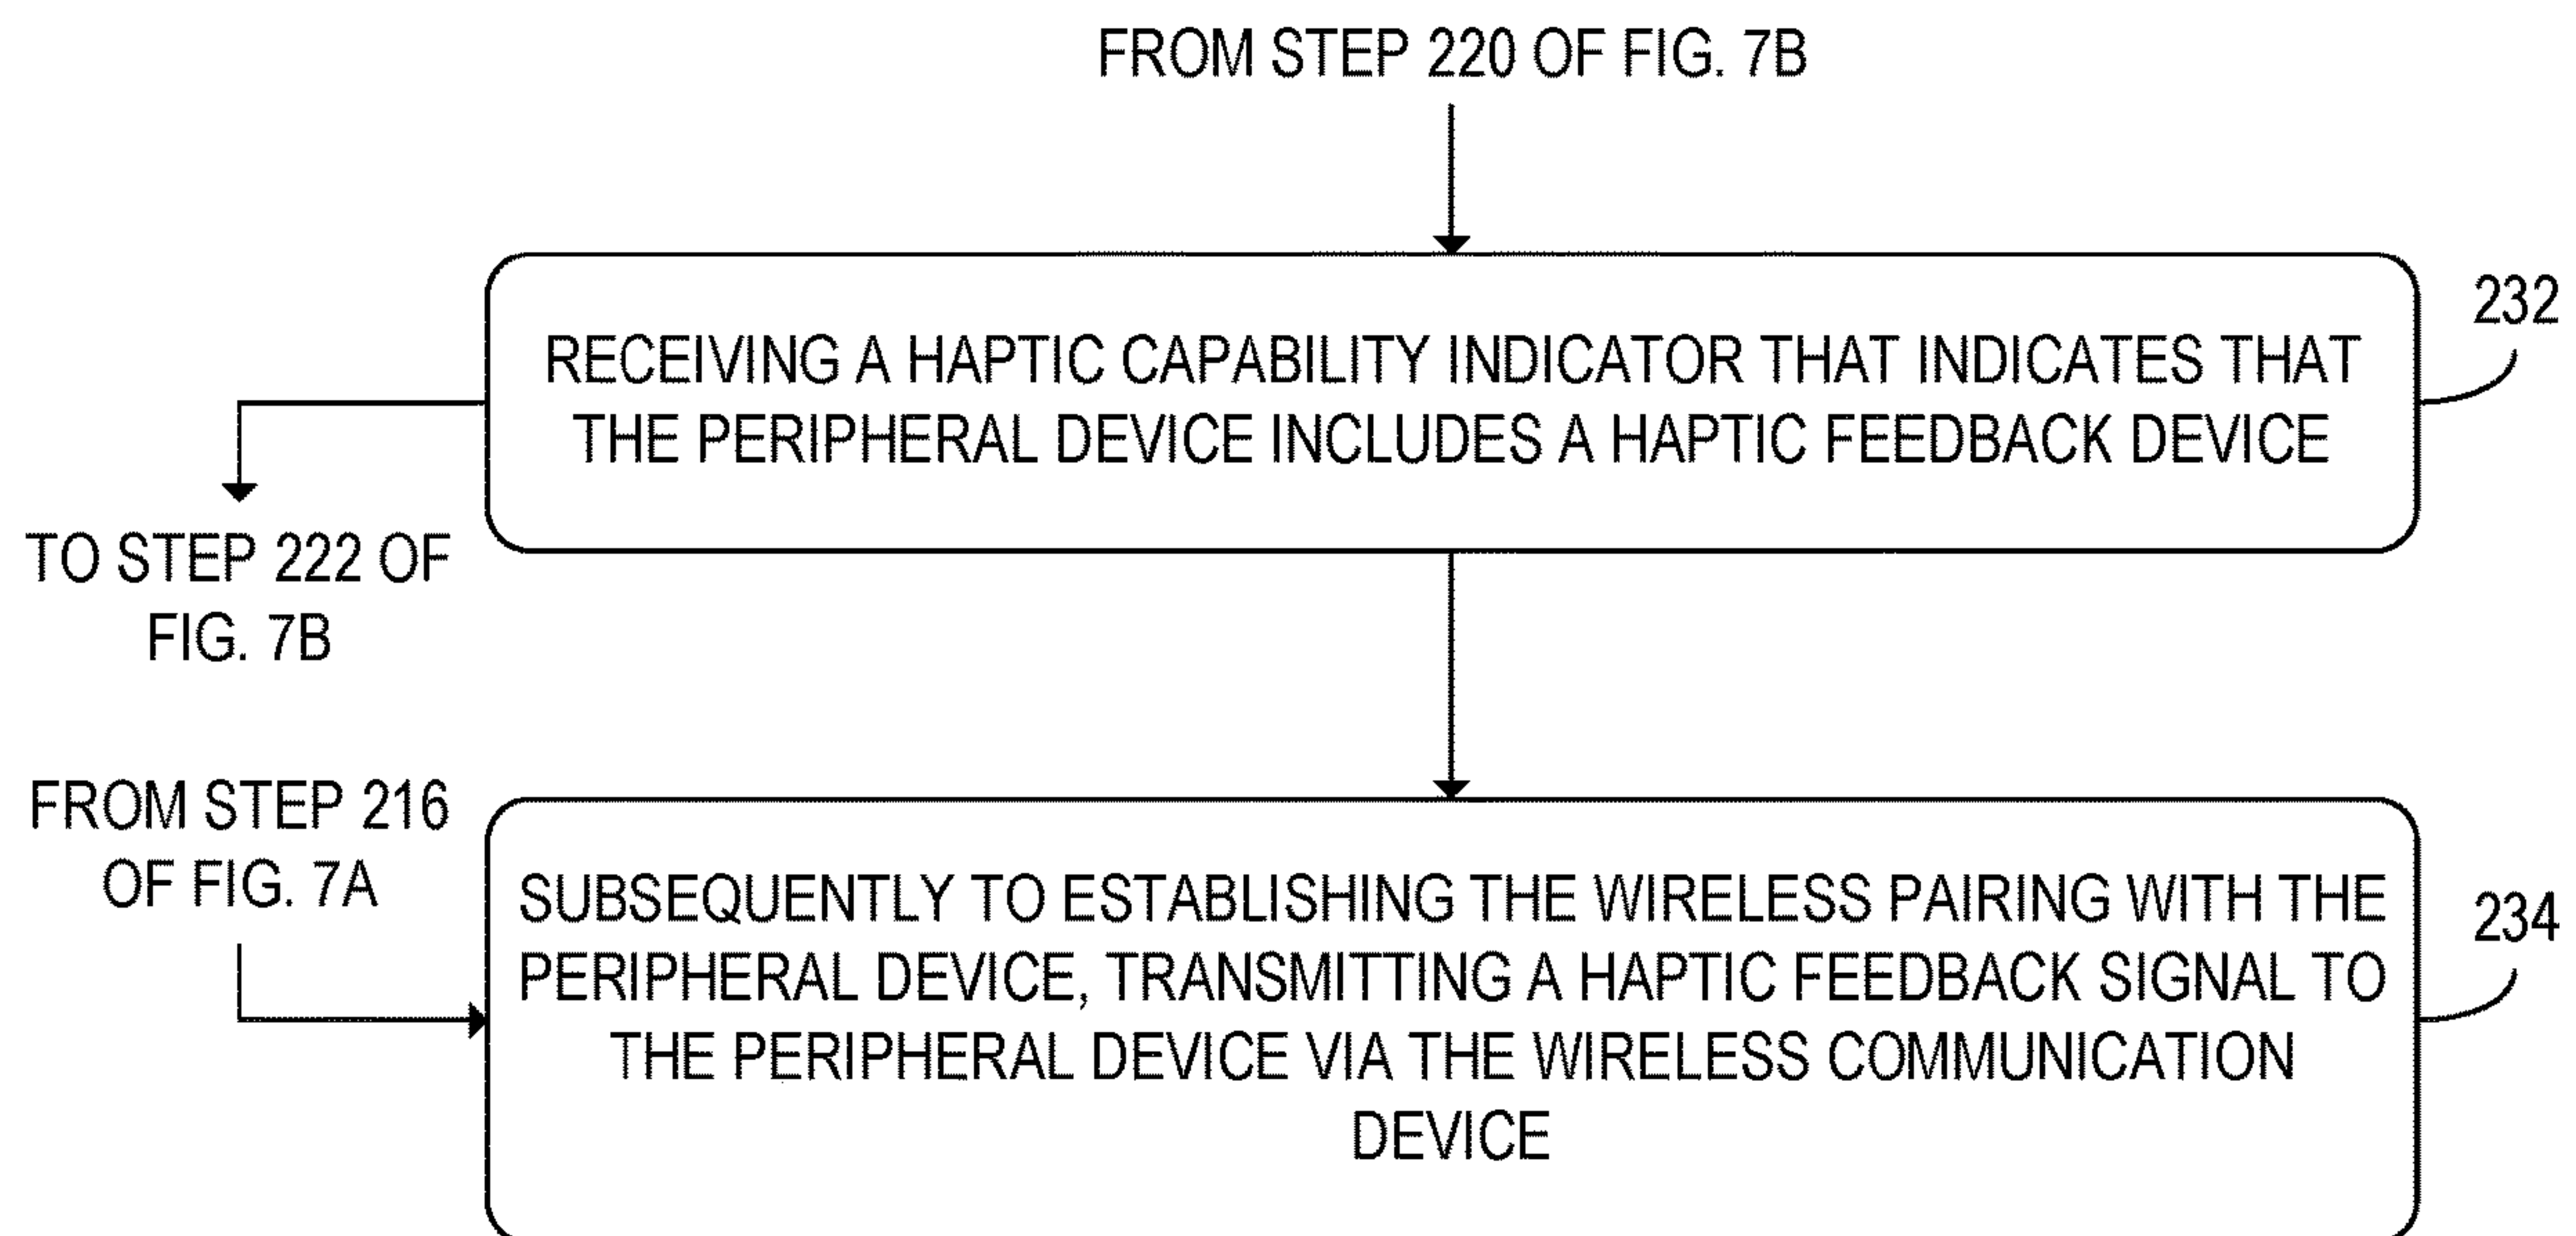 FROM STEP 220 OF FIG. 7B
232
RECEIVING A HAPTIC CAPABILITY INDICATOR THAT INDICATES THAT
THE PERIPHERAL DEVICE INCLUDES A HAPTIC FEEDBACK DEVICE
TO STEP 222 OF
FIG. 7B
FROM STEP 216
OF FIG. 7A
234
SUBSEQUENTLY TO ESTABLISHING THE WIRELESS PAIRING WITH THE
PERIPHERAL DEVICE, TRANSMITTING A HAPTIC FEEDBACK SIGNAL TO
THE PERIPHERAL DEVICE VIA THE WIRELESS COMMUNICATION
DEVICE